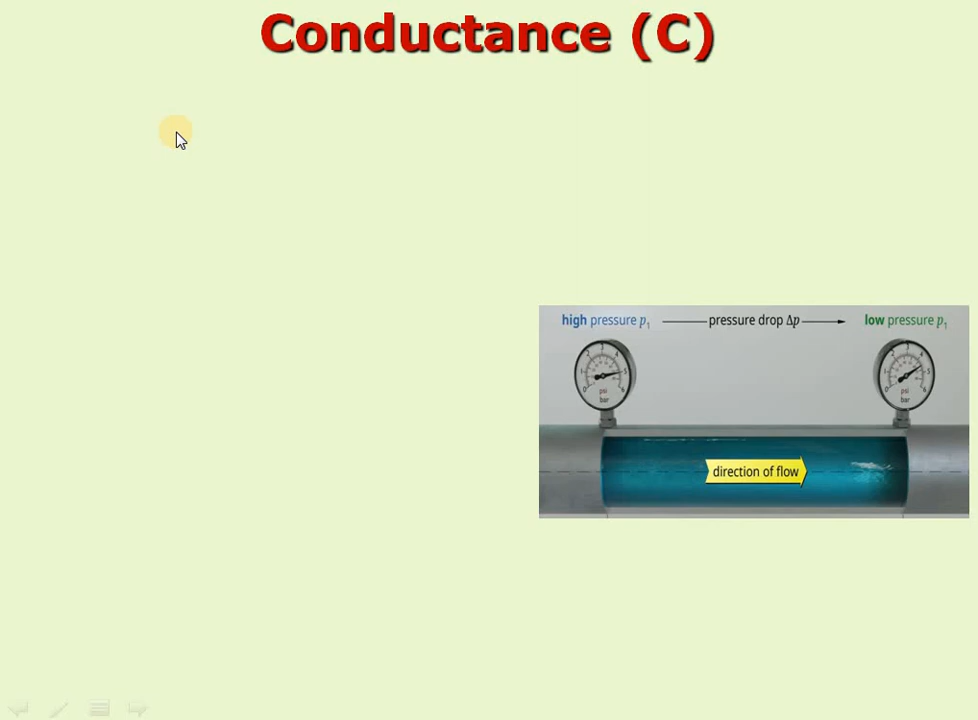 Conductance (C)
high pressure p₁ pressure drop Δp low pressure p₁
psi
bar
psi
bar
direction of flow